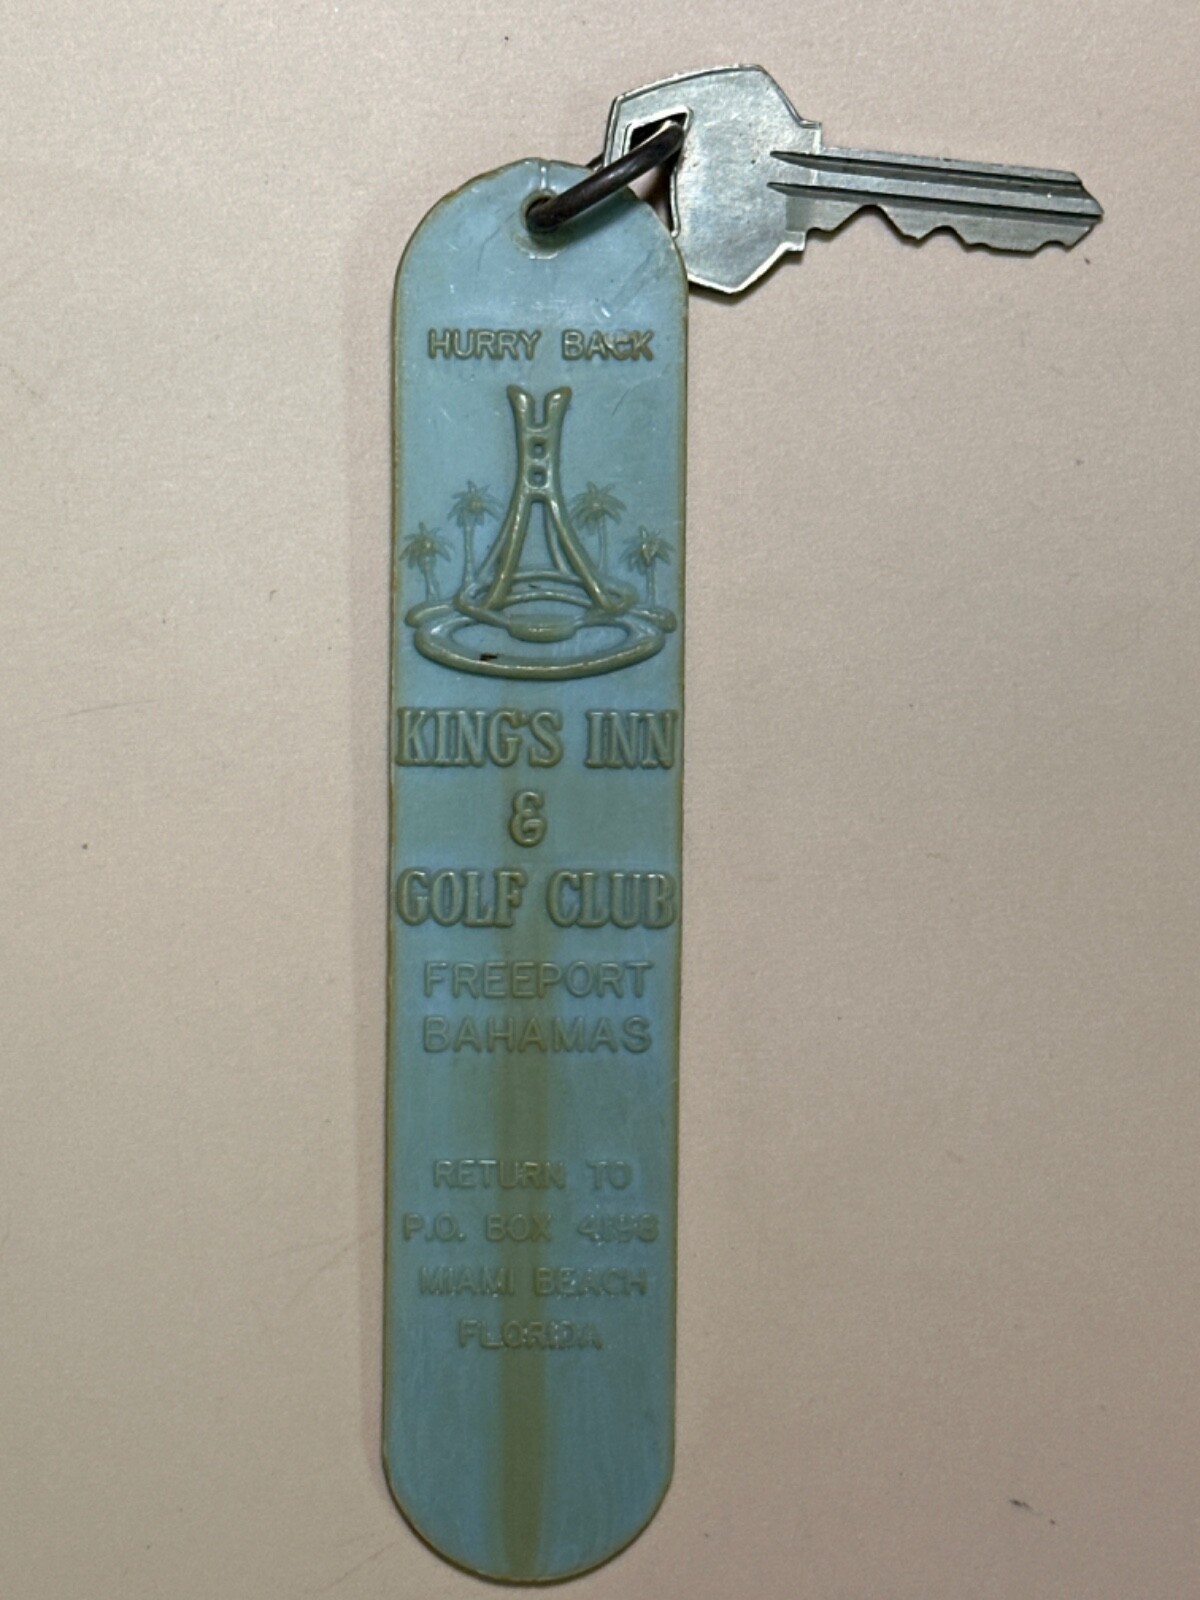 HURRY BACK
KING'S INN
&
GOLF CLUB
FREEPORT
BAHAMAS
RETURN TO
P.O. BOX
MIAMI BEACH
FLORIDA